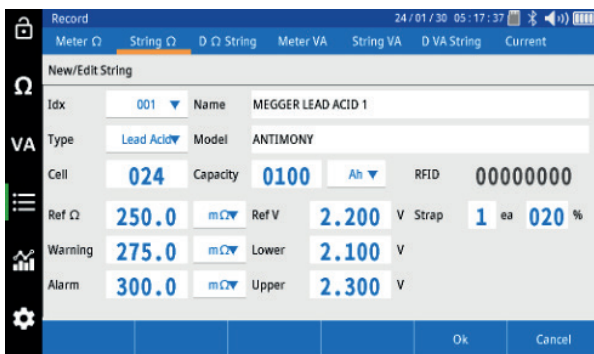 Record 24/01/30 05:17:37
Meter Ω String Ω D Ω String Meter VA String VA D VA String Current
New/Edit String
Idx 001 Name MEGGER LEAD ACID 1
Ω
Type Lead Acid Model ANTIMONY
VA
Cell 024 Capacity 0100 Ah RFID 00000000
Ref Ω 250.0 mΩ Ref V 2.200 V Strap 1 ea 020 %
Warning 275.0 mΩ Lower 2.100 V
Alarm 300.0 mΩ Upper 2.300 V
Ok Cancel